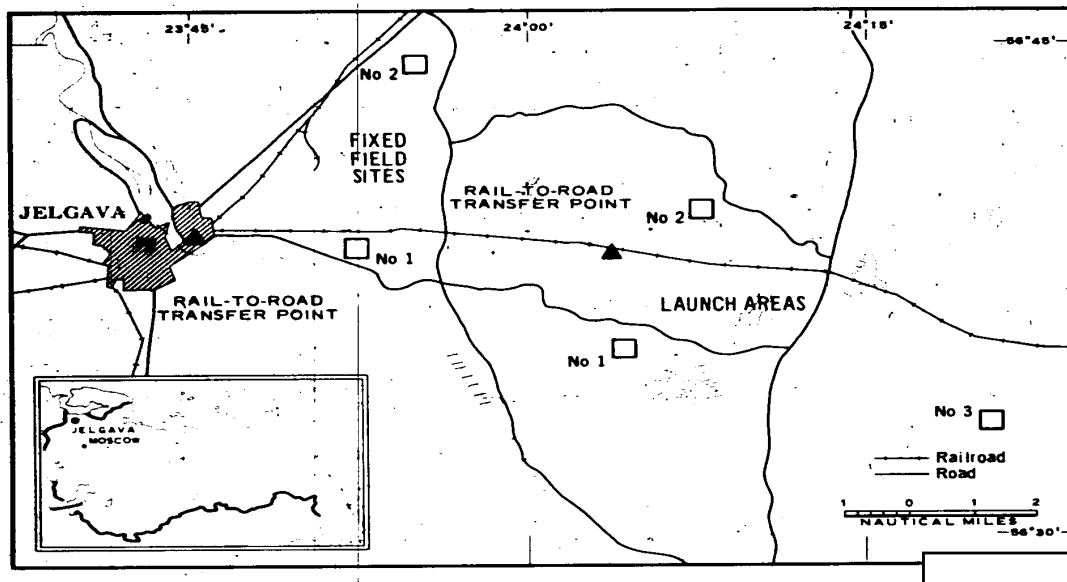 23°45'
24°00'
24°15'
56°45'
No 2
FIXED
FIELD
SITES
RAIL-TO-ROAD
TRANSFER POINT
No 2
JELGAVA
No 1
RAIL-TO-ROAD
TRANSFER POINT
LAUNCH AREAS
No 1
No 3
JELGAVA
MOSCOW
Railroad
Road
1 0 1 2
NAUTICAL MILES
56°30'